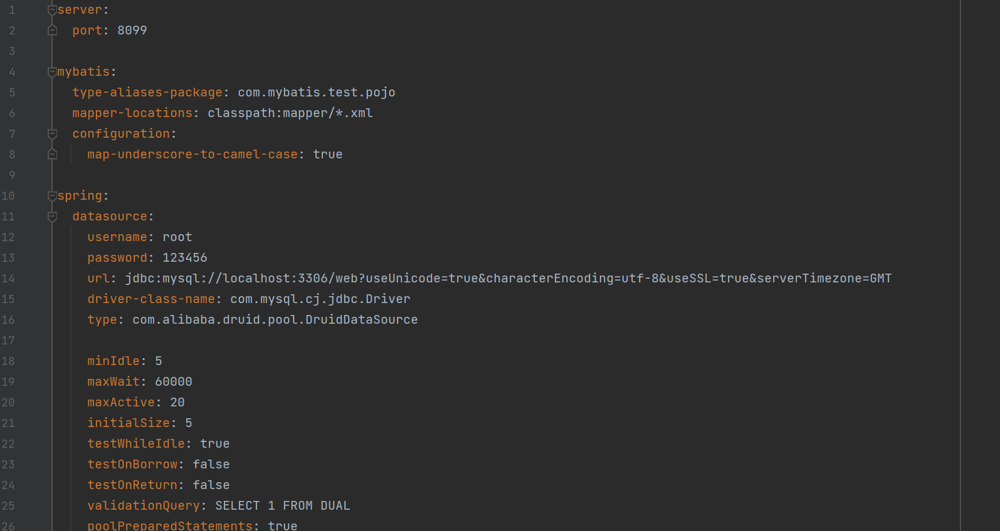 1 server:
2 port: 8099
3
4 mybatis:
5 type-aliases-package: com.mybatis.test.pojo
6 mapper-locations: classpath:mapper/*.xml
7 configuration:
8 map-underscore-to-camel-case: true
9
10 spring:
11 datasource:
12 username: root
13 password: 123456
14 url: jdbc:mysql://localhost:3306/web?useUnicode=true&characterEncoding=utf-8&useSSL=true&serverTimezone=GMT
15 driver-class-name: com.mysql.cj.jdbc.Driver
16 type: com.alibaba.druid.pool.DruidDataSource
17
18 minIdle: 5
19 maxWait: 60000
20 maxActive: 20
21 initialSize: 5
22 testWhileIdle: true
23 testOnBorrow: false
24 testOnReturn: false
25 validationQuery: SELECT 1 FROM DUAL
26 poolPreparedStatements: true